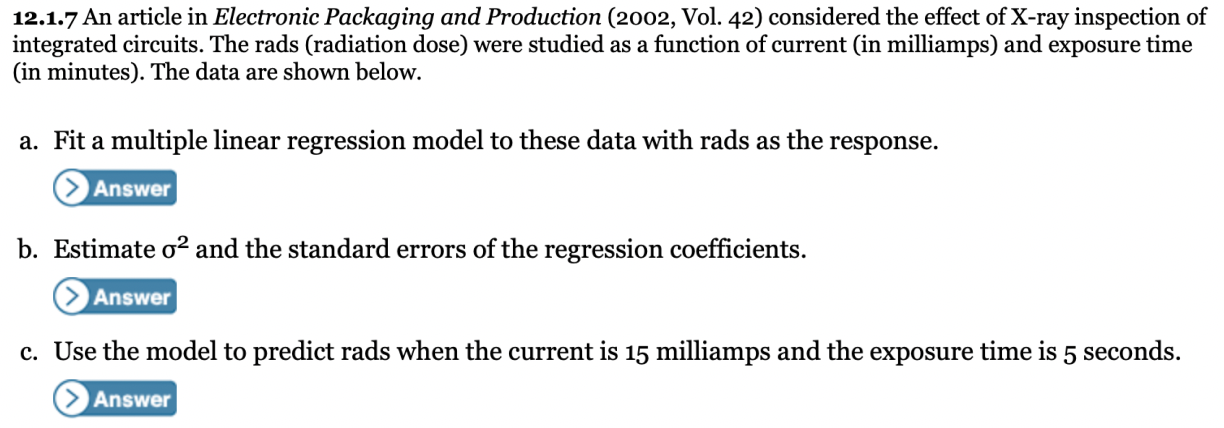 12.1.7 An article in Electronic Packaging and Production (2002, Vol. 42) considered the effect of X-ray inspection of
integrated circuits. The rads (radiation dose) were studied as a function of current (in milliamps) and exposure time
(in minutes). The data are shown below.
a. Fit a multiple linear regression model to these data with rads as the response.
Answer
b. Estimate σ² and the standard errors of the regression coefficients.
Answer
c. Use the model to predict rads when the current is 15 milliamps and the exposure time is 5 seconds.
Answer